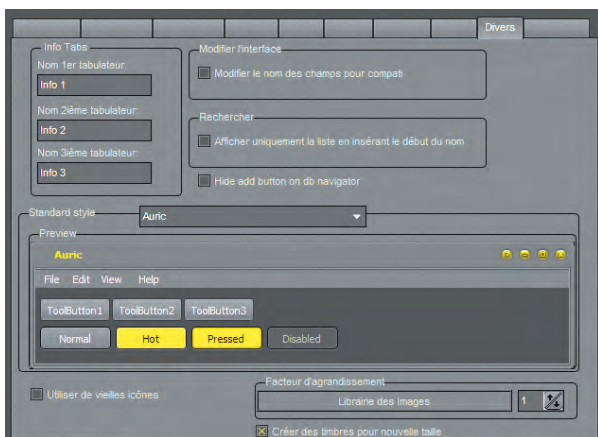 Divers
Info Tabs
Nom 1er tabulateur:
Info 1
Nom 2ième tabulateur:
Info 2
Nom 3ième tabulateur:
Info 3
Modifier l'interface
Modifier le nom des champs pour compati
Rechercher
Afficher uniquement la liste en insérant le début du nom
Hide add button on db navigator
Standard style
Auric
Preview
Auric
File Edit View Help
ToolButton1 ToolButton2 ToolButton3
Normal Hot Pressed Disabled
Utiliser de vieilles icônes
Facteur d'agrandissement
Librairie des images 1
Créer des timbres pour nouvelle taille